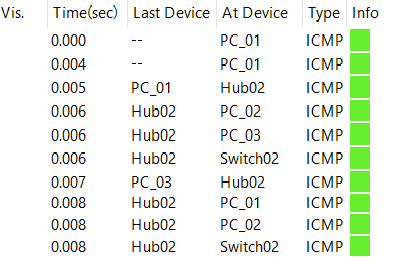 Vis. Time(sec) Last Device At Device Type Info
0.000 -- PC_01 ICMP
0.004 -- PC_01 ICMP
0.005 PC_01 Hub02 ICMP
0.006 Hub02 PC_02 ICMP
0.006 Hub02 PC_03 ICMP
0.006 Hub02 Switch02 ICMP
0.007 PC_03 Hub02 ICMP
0.008 Hub02 PC_01 ICMP
0.008 Hub02 PC_02 ICMP
0.008 Hub02 Switch02 ICMP